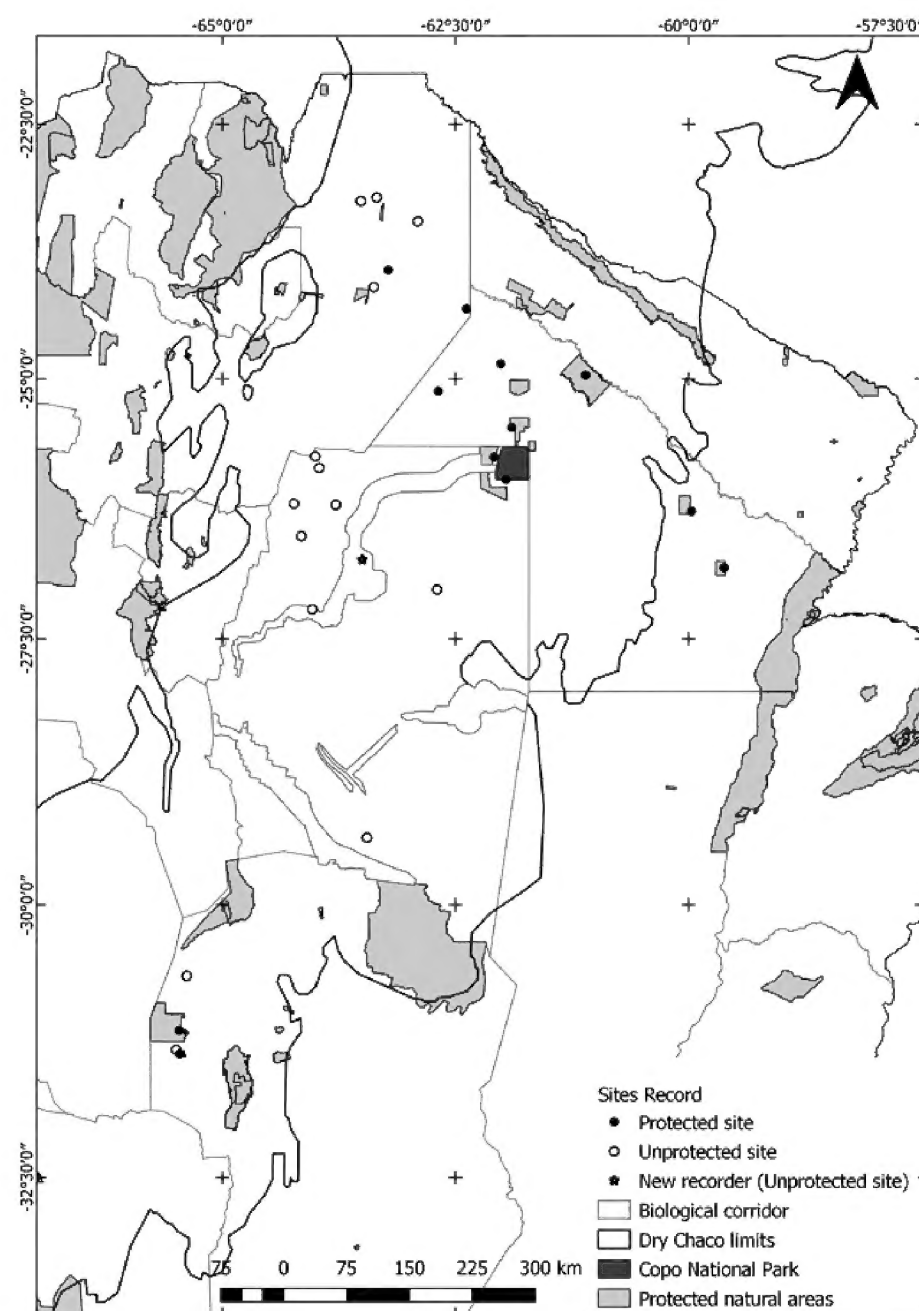 -65°0'0" -62°30'0" -60°0'0" -57°30'0"
-22°30'0"
-25°0'0"
-27°30'0"
-30°0'0"
-32°30'0"
Sites Record
Protected site
Unprotected site
New recorder (Unprotected site)
Biological corridor
Dry Chaco limits
Copo National Park
Protected natural areas
75 0 75 150 225 300 km